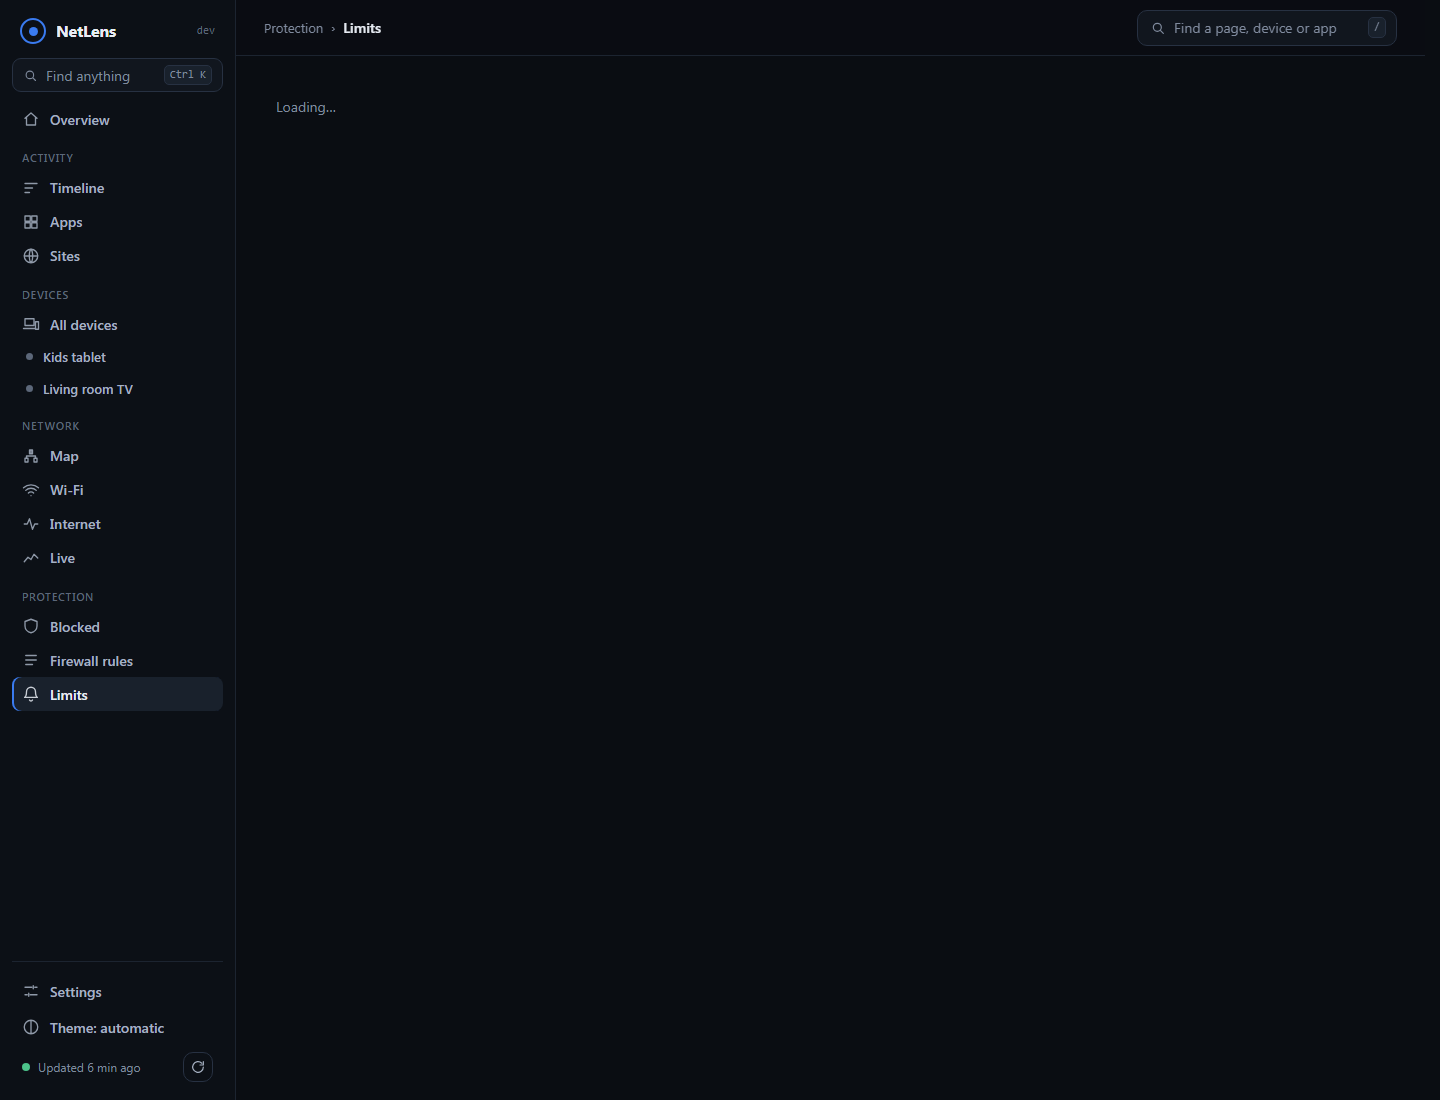 NetLens dev
Find anything Ctrl K
Overview
ACTIVITY
Timeline
Apps
Sites
DEVICES
All devices
Kids tablet
Living room TV
NETWORK
Map
Wi-Fi
Internet
Live
PROTECTION
Blocked
Firewall rules
Limits
Settings
Theme: automatic
Updated 6 min ago
Protection › Limits
Find a page, device or app /
Loading...